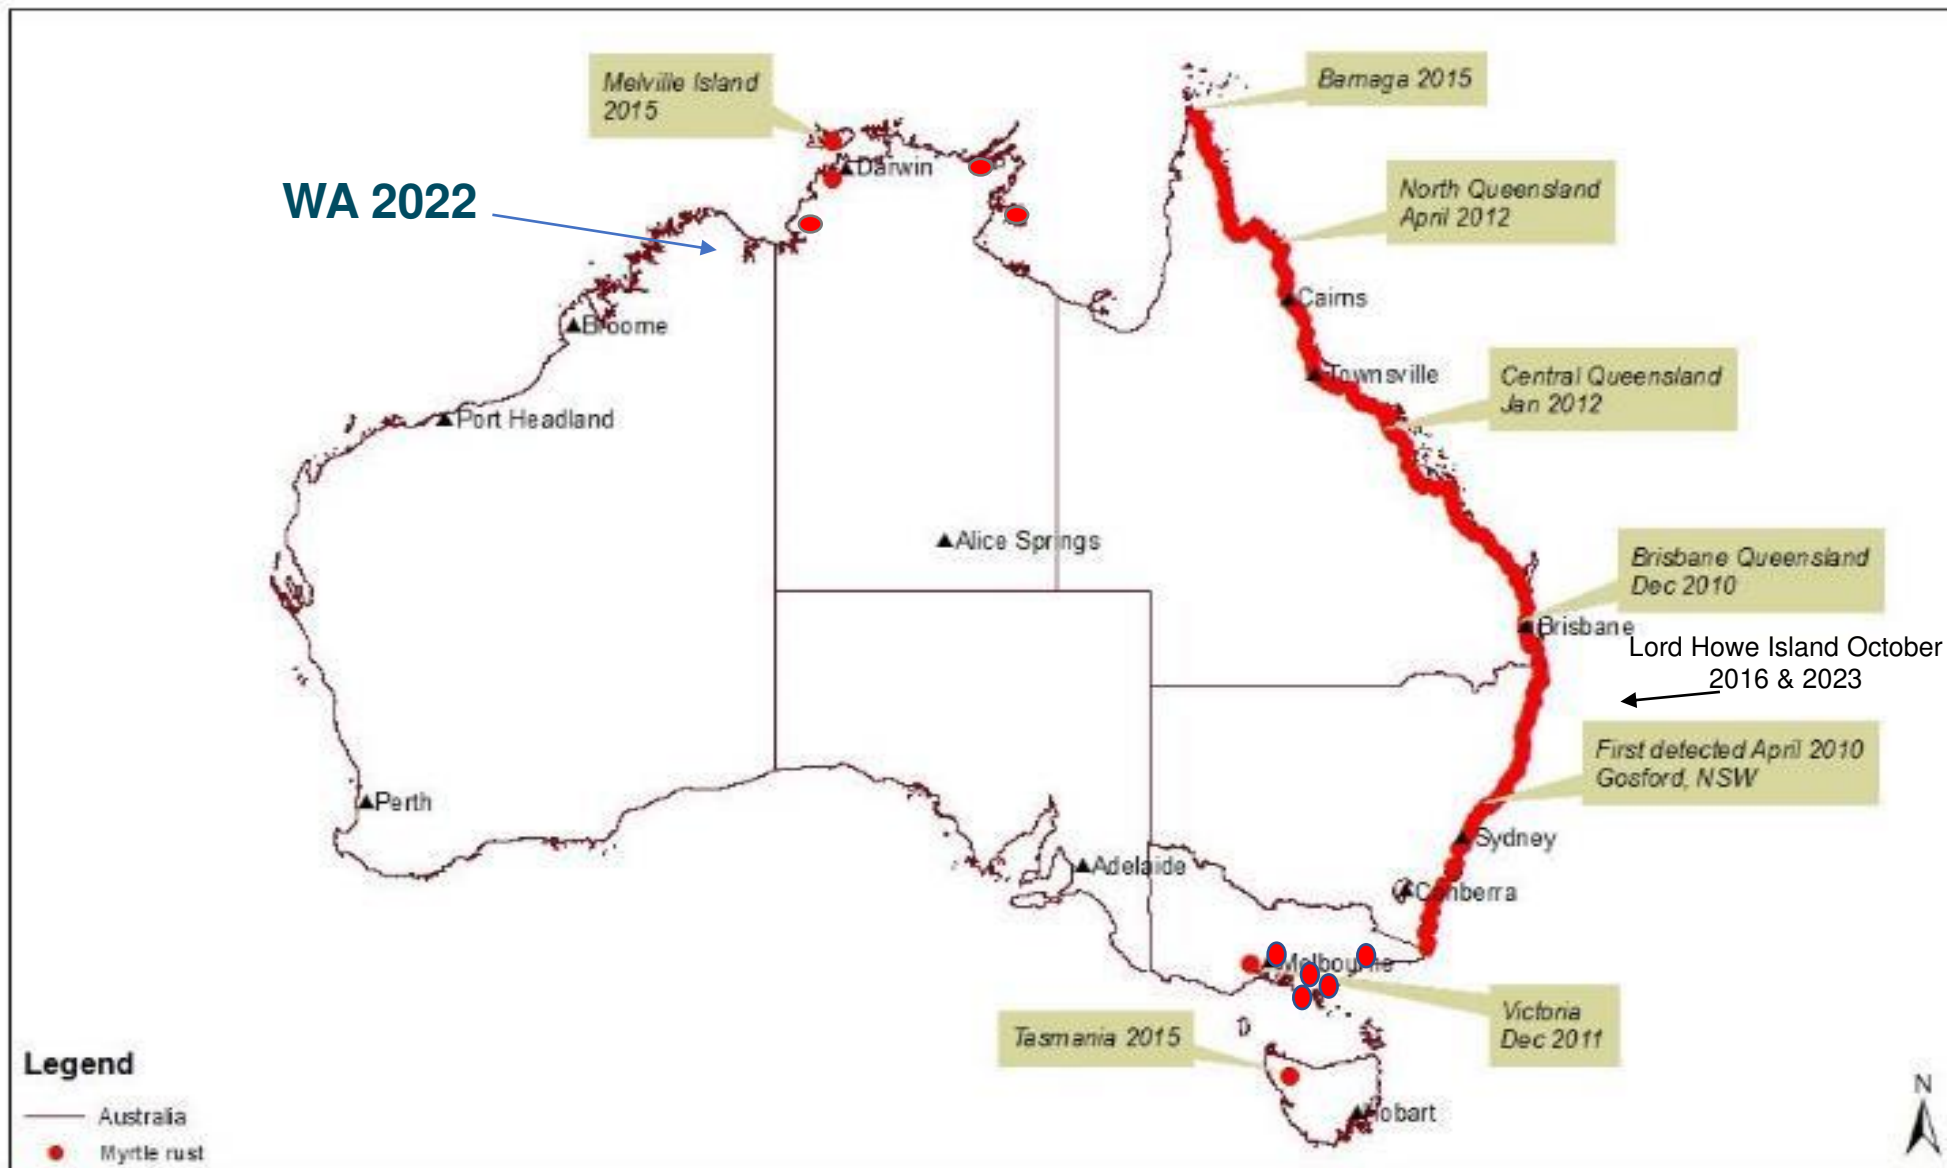 Melville Island
2015
Bamaga 2015
Darwin
WA 2022
North Queensland
April 2012
Cairns
Broome
Townsville
Central Queensland
Jan 2012
Port Headland
Alice Springs
Brisbane Queensland
Dec 2010
Brisbane
Lord Howe Island October
2016 & 2023
First detected April 2010
Gosford, NSW
Perth
Sydney
Adelaide
Canberra
Melbourne
Victoria
Dec 2011
Tasmania 2015
Hobart
Legend
Australia
Myrtle rust
N